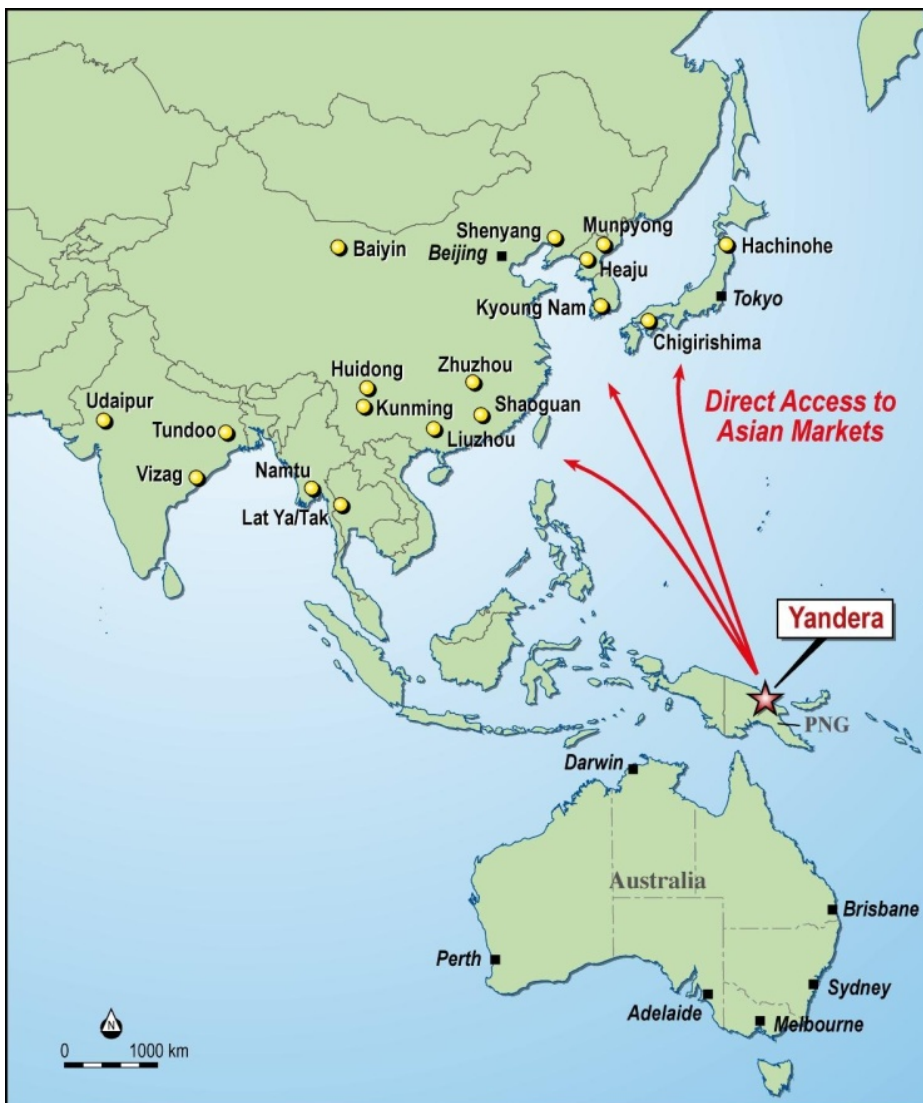 Shenyang
Munpyong
Baiyin
Beijing
Hachinohe
Heaju
Tokyo
Kyoung Nam
Chigirishima
Huidong
Zhuzhou
Udaipur
Kunming
Shaoguan
Direct Access to
Asian Markets
Tundoo
Liuzhou
Vizag
Namtu
Lat Ya/Tak
Yandera
PNG
Darwin
Australia
Brisbane
Perth
Sydney
Adelaide
Melbourne
N
0 1000 km